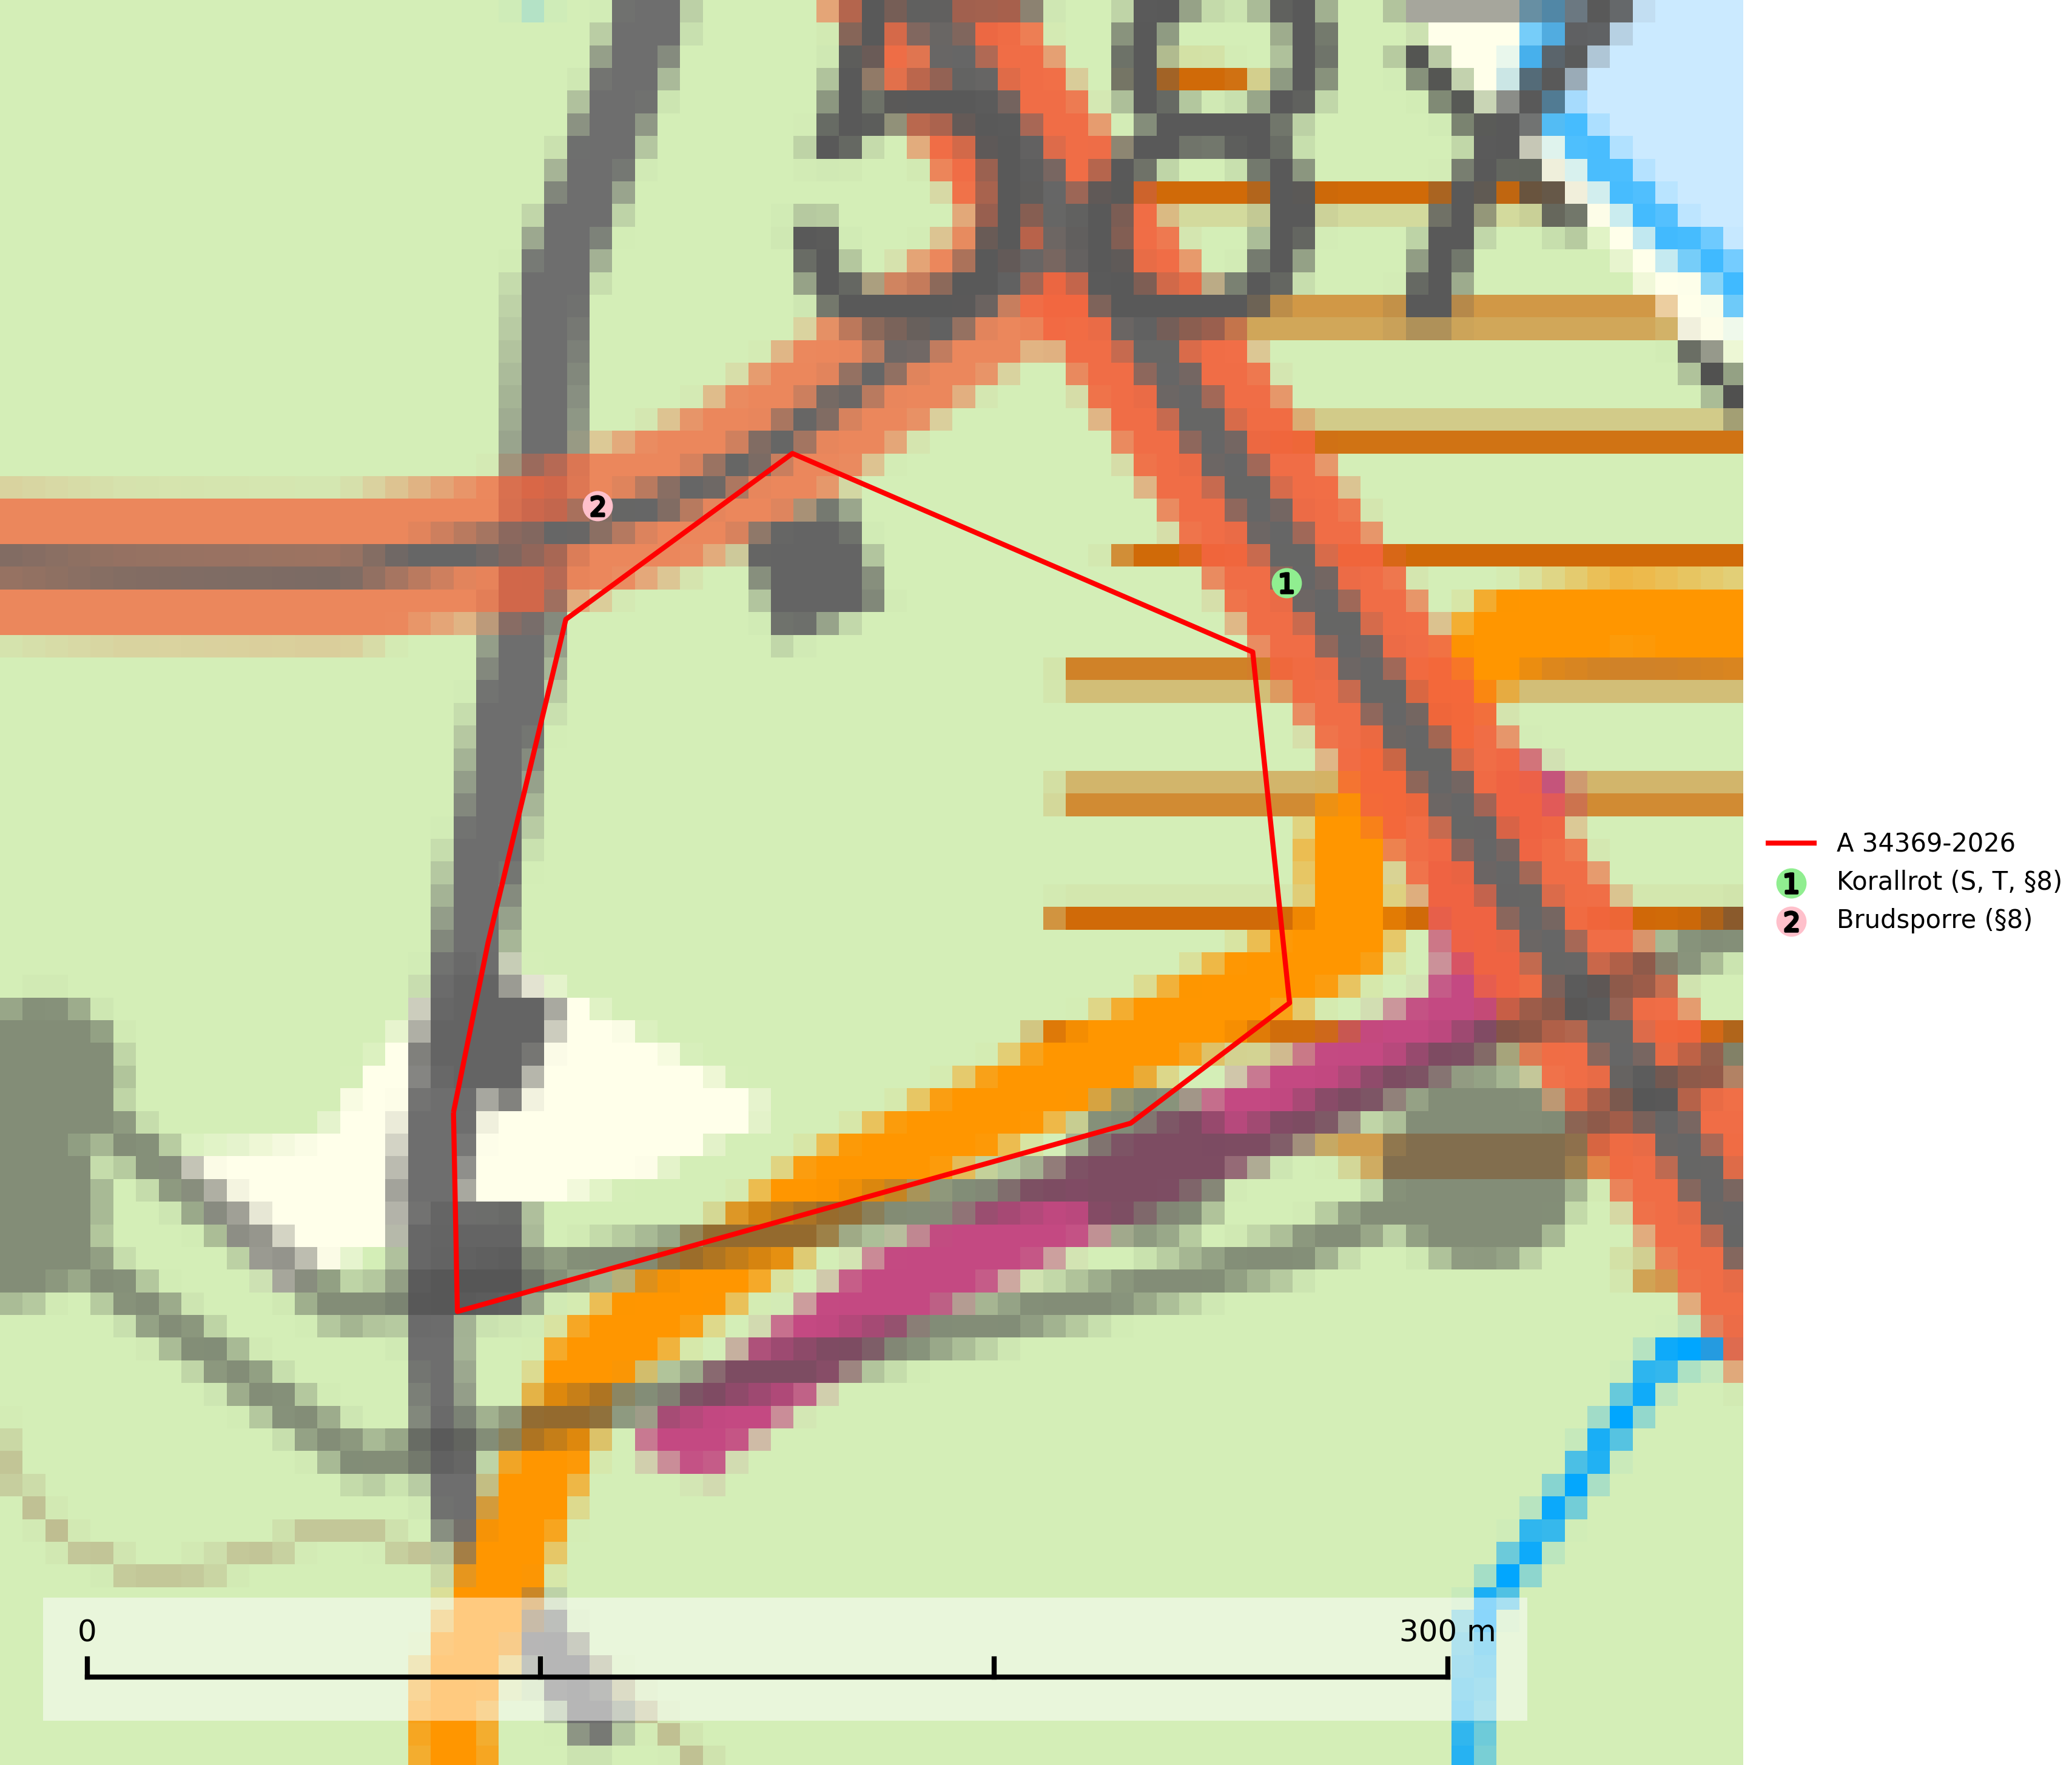 2
1
A 34369-2026
1 Korallrot (S, T, §8)
2 Brudsporre (§8)
0 300 m